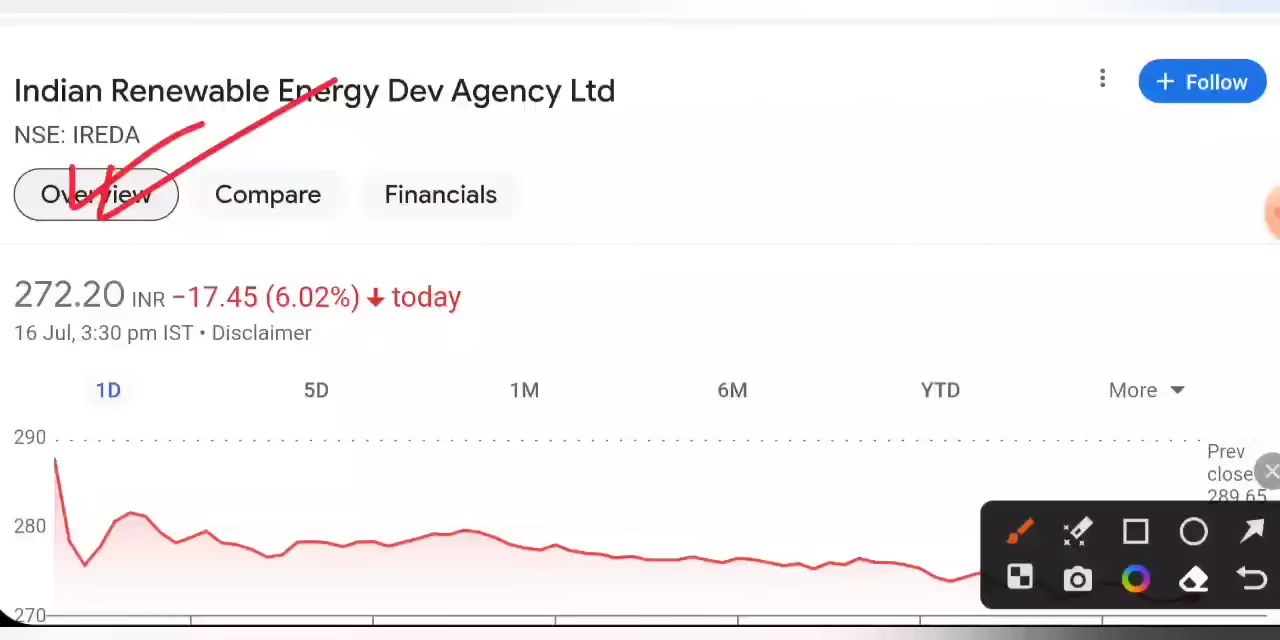 Indian Renewable Energy Dev Agency Ltd
+ Follow
NSE: IREDA
Overview
Compare
Financials
272.20 INR −17.45 (6.02%) ↓ today
16 Jul, 3:30 pm IST • Disclaimer
1D
5D
1M
6M
YTD
More
290
Prev
close
289.65
280
270